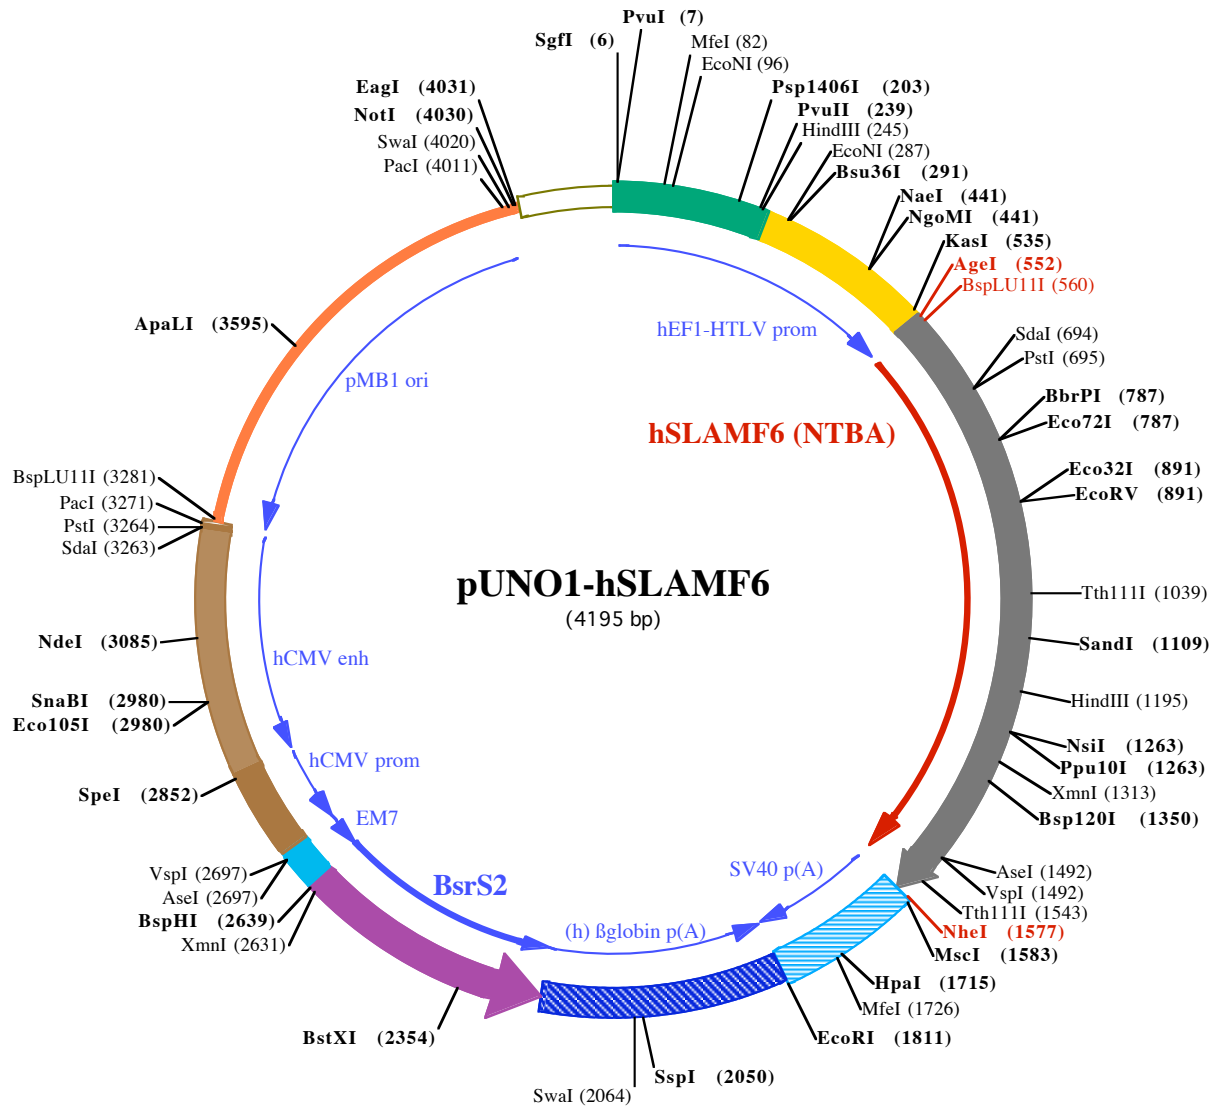 PvuI (7)
SgfI (6)
MfeI (82)
EcoNI (96)
EagI (4031)
Psp1406I (203)
NotI (4030)
PvuII (239)
HindIII (245)
SwaI (4020)
EcoNI (287)
PacI (4011)
Bsu36I (291)
NaeI (441)
NgoMI (441)
KasI (535)
AgeI (552)
BspLU11I (560)
ApaLI (3595)
hEF1-HTLV prom
SdaI (694)
PstI (695)
pMB1 ori
BbrPI (787)
Eco72I (787)
hSLAMF6 (NTBA)
Eco32I (891)
BspLU11I (3281)
EcoRV (891)
PacI (3271)
PstI (3264)
SdaI (3263)
pUNO1-hSLAMF6
(4195 bp)
Tth111I (1039)
NdeI (3085)
SandI (1109)
hCMV enh
SnaBI (2980)
HindIII (1195)
Eco105I (2980)
NsiI (1263)
hCMV prom
Ppu10I (1263)
SpeI (2852)
XmnI (1313)
EM7
Bsp120I (1350)
SV40 p(A)
VspI (2697)
AseI (1492)
BsrS2
VspI (1492)
AseI (2697)
Tth111I (1543)
BspHI (2639)
(h) ßglobin p(A)
NheI (1577)
XmnI (2631)
MscI (1583)
HpaI (1715)
MfeI (1726)
BstXI (2354)
EcoRI (1811)
SspI (2050)
SwaI (2064)